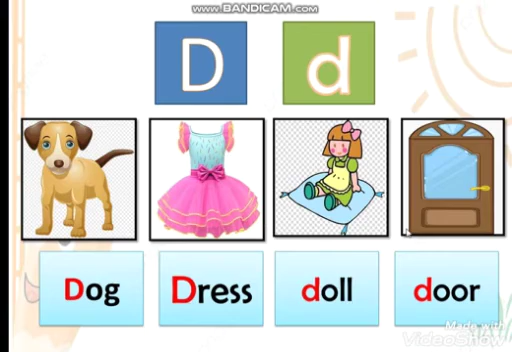 www.BANDICAM.com
D d
Dog Dress doll door
Made with
VideoShow